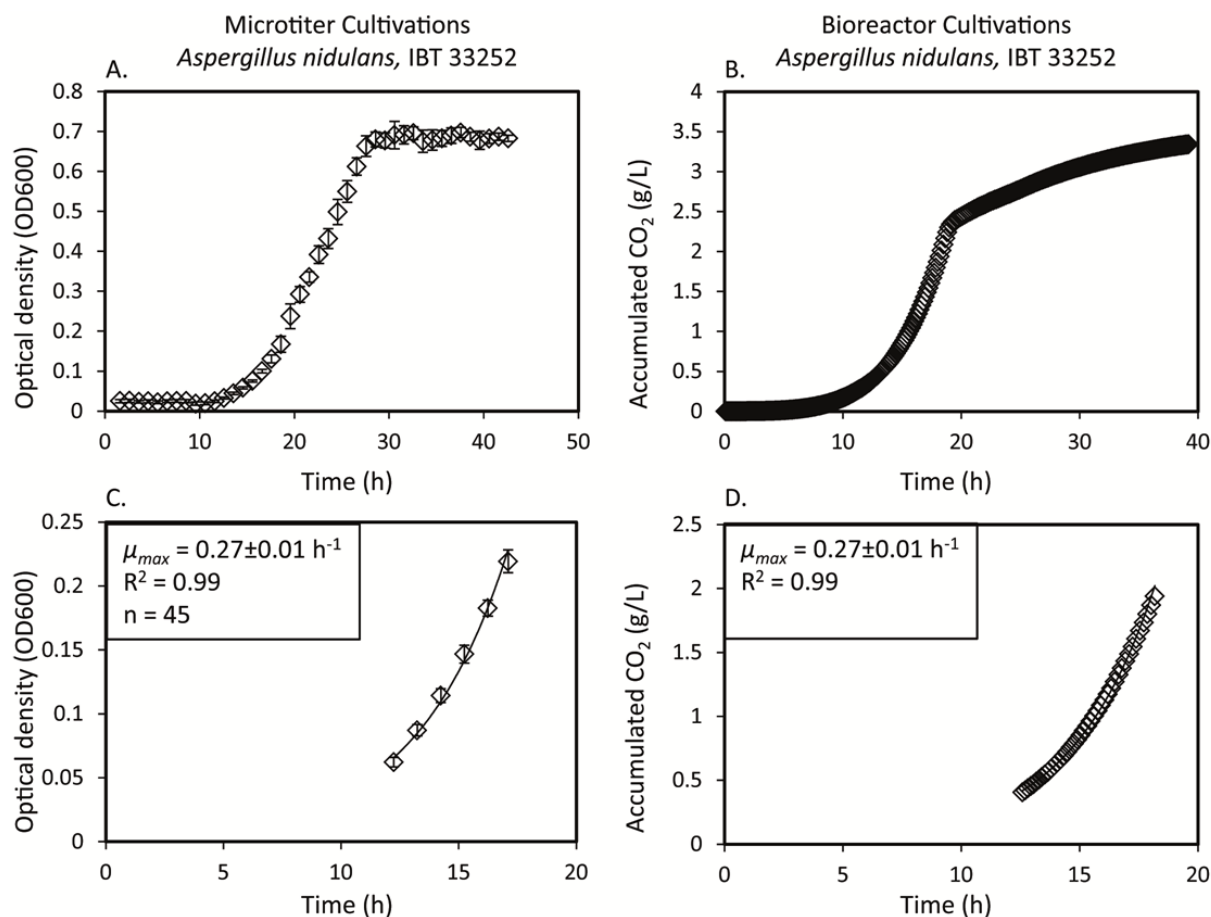 Microtiter Cultivations
Aspergillus nidulans, IBT 33252
A.
Optical density (OD600)
0.8
0.7
0.6
0.5
0.4
0.3
0.2
0.1
0
0 10 20 30 40 50
Time (h)
Bioreactor Cultivations
Aspergillus nidulans, IBT 33252
B.
Accumulated CO₂ (g/L)
4
3.5
3
2.5
2
1.5
1
0.5
0
0 10 20 30 40
Time (h)
C.
Optical density (OD600)
0.25
0.2
0.15
0.1
0.05
0
μmax = 0.27±0.01 h⁻¹
R² = 0.99
n = 45
0 5 10 15 20
Time (h)
D.
Accumulated CO₂ (g/L)
2.5
2
1.5
1
0.5
0
μmax = 0.27±0.01 h⁻¹
R² = 0.99
0 5 10 15 20
Time (h)